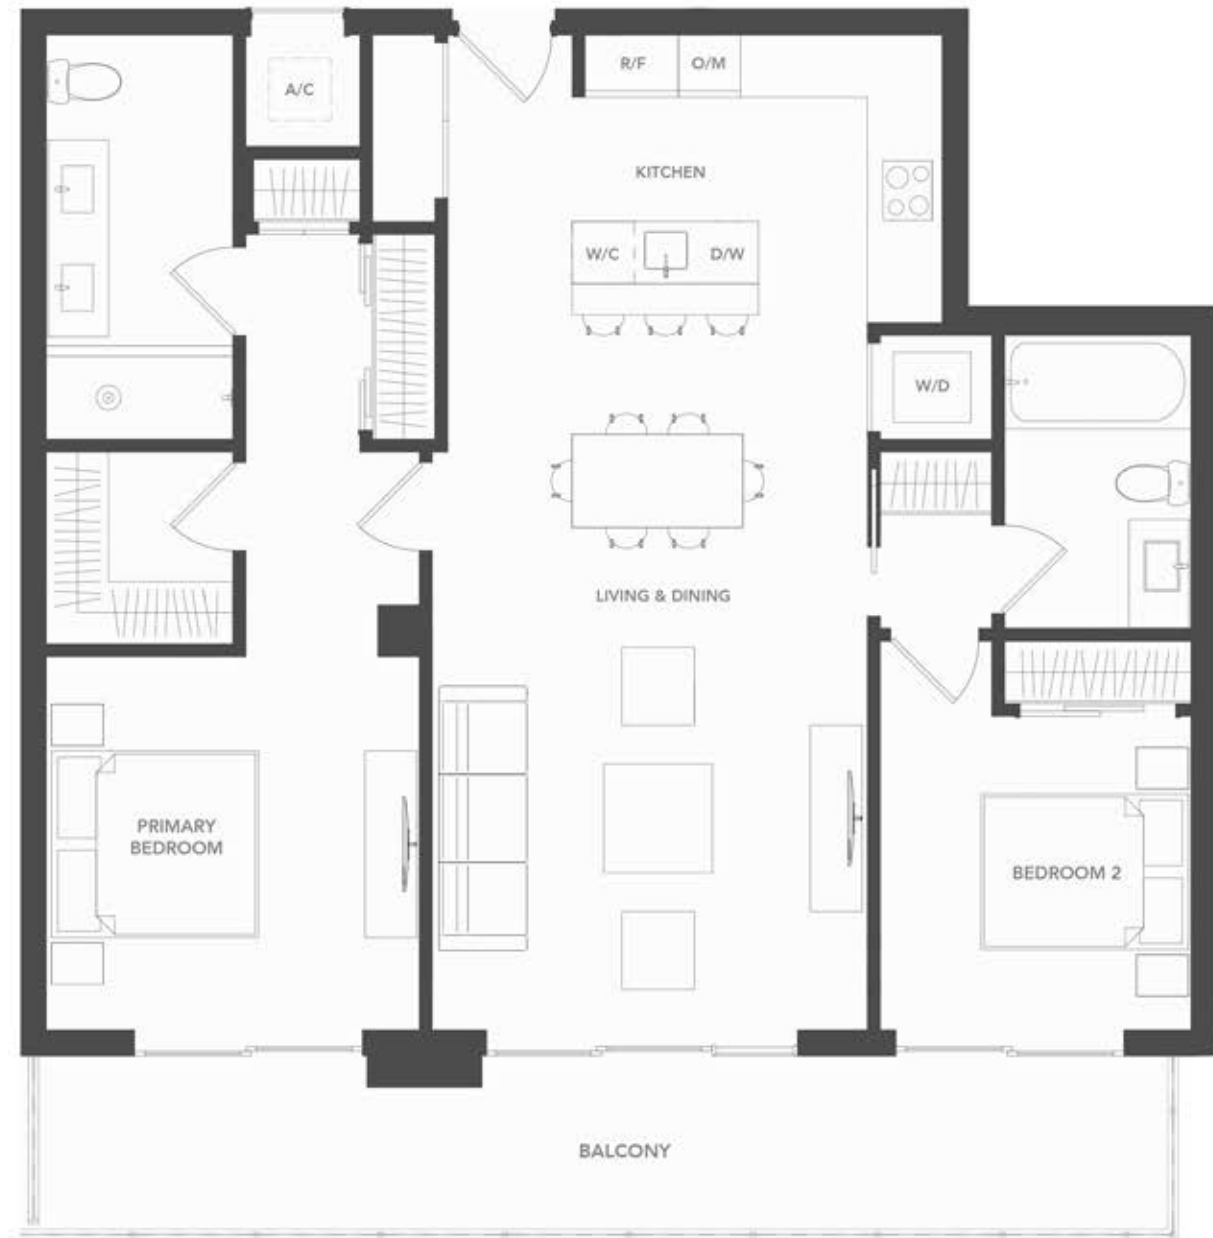 R/F
O/M
A/C
KITCHEN
W/C
D/W
W/D
LIVING & DINING
PRIMARY
BEDROOM
BEDROOM 2
BALCONY